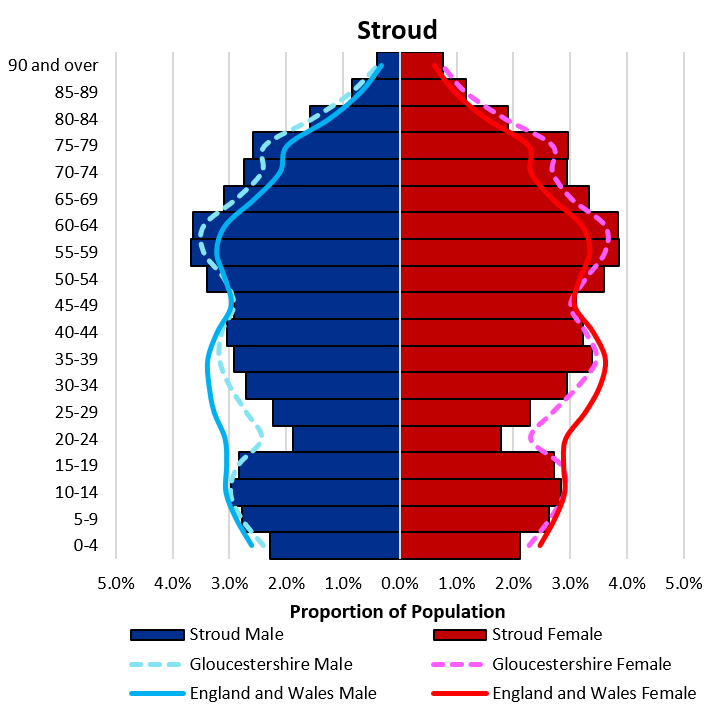 Stroud
90 and over
85-89
80-84
75-79
70-74
65-69
60-64
55-59
50-54
45-49
40-44
35-39
30-34
25-29
20-24
15-19
10-14
5-9
0-4
5.0% 4.0% 3.0% 2.0% 1.0% 0.0% 1.0% 2.0% 3.0% 4.0% 5.0%
Proportion of Population
Stroud Male Stroud Female
Gloucestershire Male Gloucestershire Female
England and Wales Male England and Wales Female